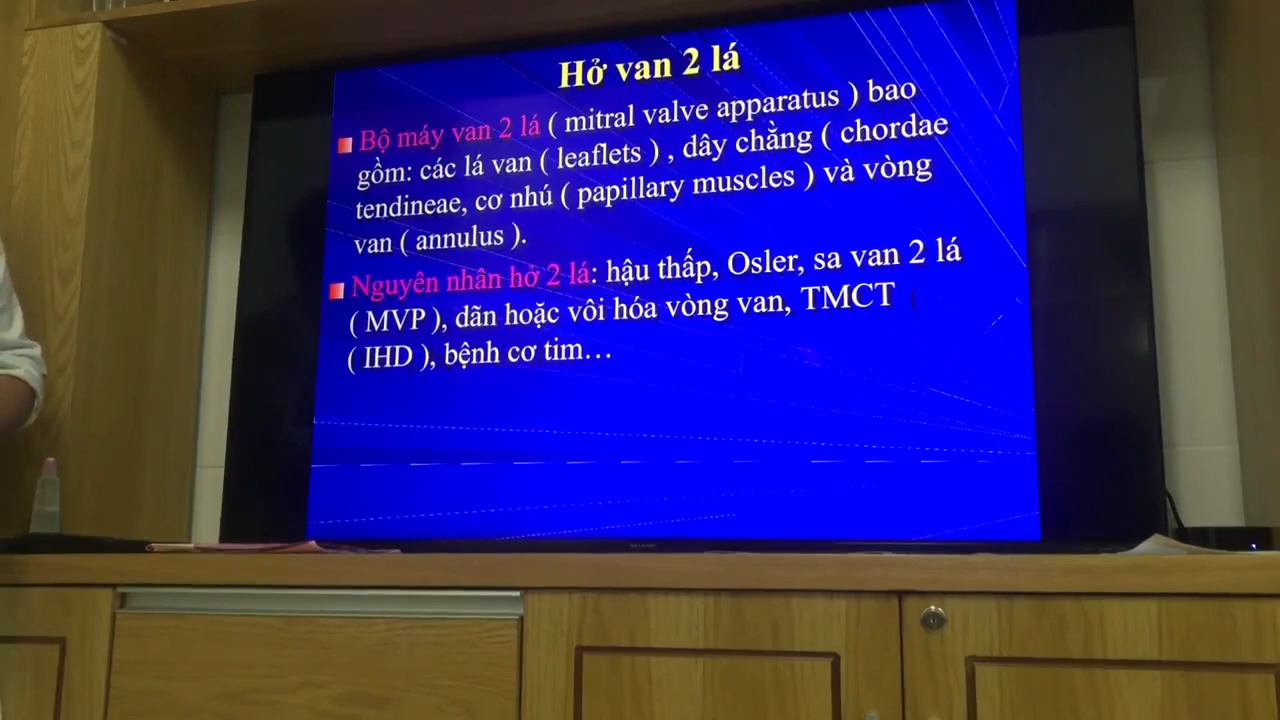 Hở van 2 lá
Bộ máy van 2 lá ( mitral valve apparatus ) bao
gồm: các lá van ( leaflets ) , dây chằng ( chordae
tendineae, cơ nhú ( papillary muscles ) và vòng
van ( annulus ).
Nguyên nhân hở 2 lá: hậu thấp, Osler, sa van 2 lá
( MVP ), dãn hoặc vôi hóa vòng van, TMCT (
( IHD ), bệnh cơ tim…